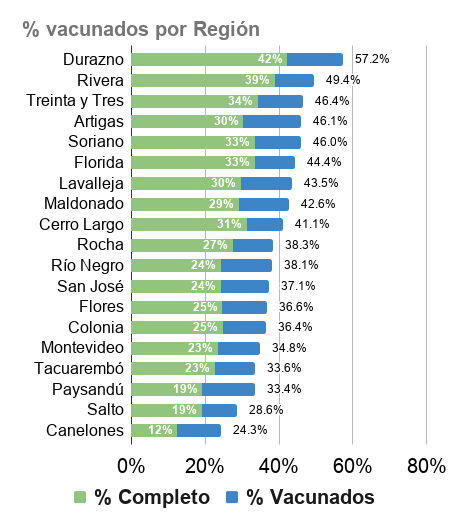 % vacunados por Región
Durazno 42% 57.2%
Rivera 39% 49.4%
Treinta y Tres 34% 46.4%
Artigas 30% 46.1%
Soriano 33% 46.0%
Florida 33% 44.4%
Lavalleja 30% 43.5%
Maldonado 29% 42.6%
Cerro Largo 31% 41.1%
Rocha 27% 38.3%
Río Negro 24% 38.1%
San José 24% 37.1%
Flores 25% 36.6%
Colonia 25% 36.4%
Montevideo 23% 34.8%
Tacuarembó 23% 33.6%
Paysandú 19% 33.4%
Salto 19% 28.6%
Canelones 12% 24.3%
0% 20% 40% 60% 80%
% Completo % Vacunados